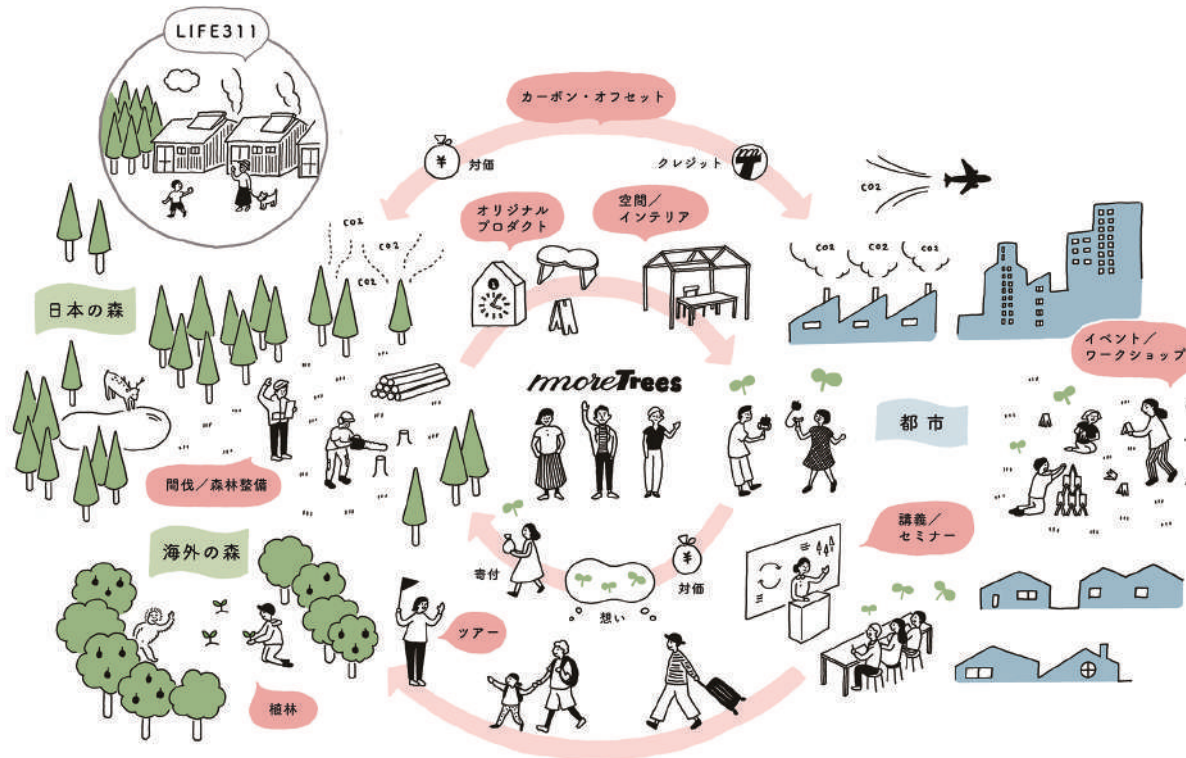 LIFE311
カーボン・オフセット
¥
対価
クレジット
T
CO2
オリジナル
プロダクト
空間／
インテリア
CO2
CO2
CO2
CO2
CO2
CO2
日本の森
イベント／
ワークショップ
moreTrees
都市
間伐／森林整備
講義／
セミナー
海外の森
寄付
¥
対価
想い
ツアー
植林